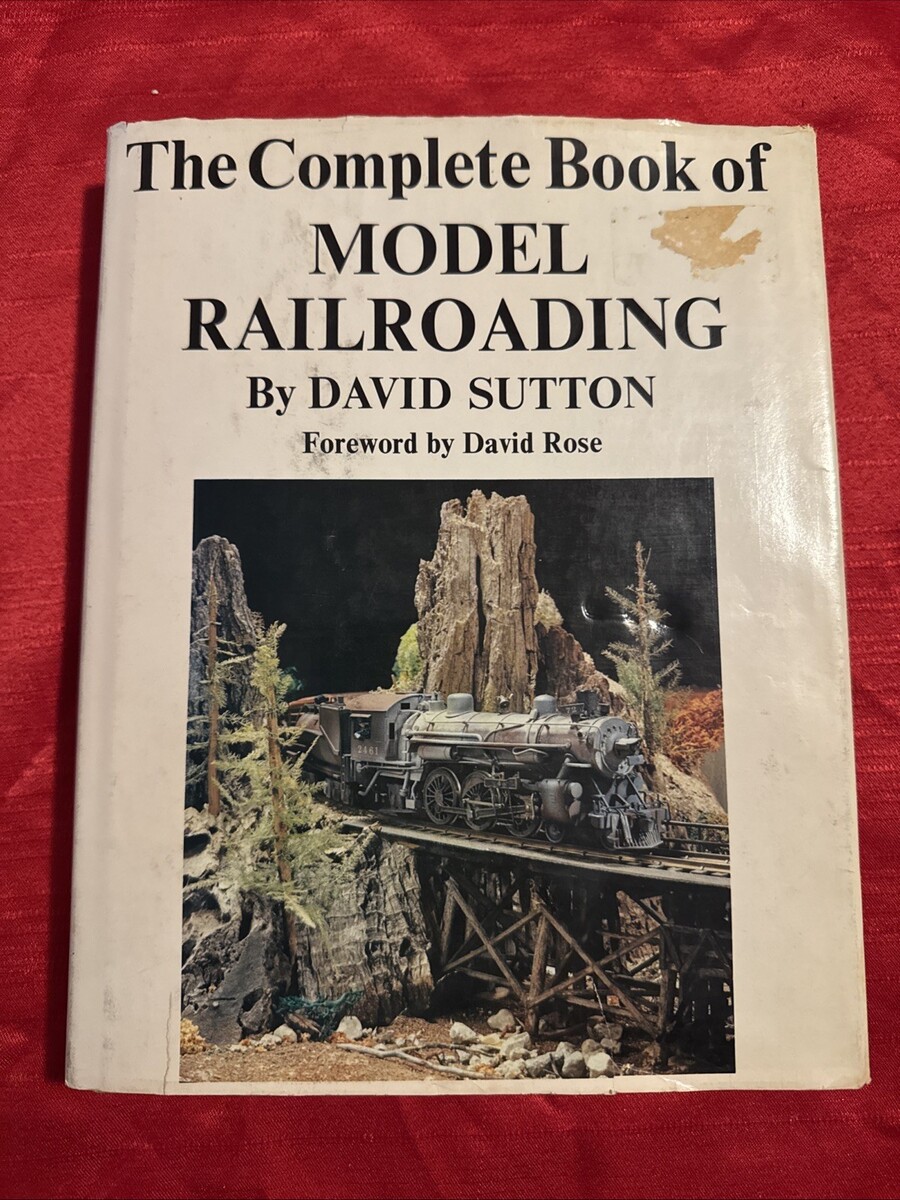 The Complete Book of
MODEL
RAILROADING
By DAVID SUTTON
Foreword by David Rose
2461